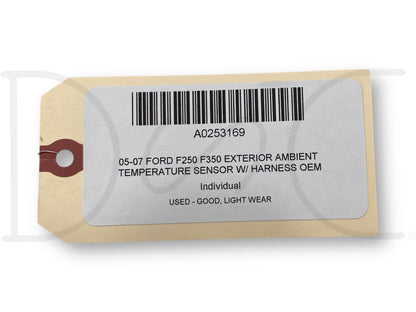 A0253169
05-07 FORD F250 F350 EXTERIOR AMBIENT
TEMPERATURE SENSOR W/ HARNESS OEM
Individual
USED - GOOD, LIGHT WEAR